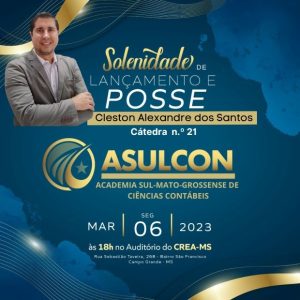 Solenidade DE
LANÇAMENTO E
POSSE
Cleston Alexandre dos Santos
Cátedra n.º 21
ASULCON
ACADEMIA SUL-MATO-GROSSENSE DE
CIÊNCIAS CONTÁBEIS
SEG
MAR 06 2023
às 18h no Auditório do CREA-MS
Rua Sebastião Taveira, 268 - Bairro São Francisco
Campo Grande - MS